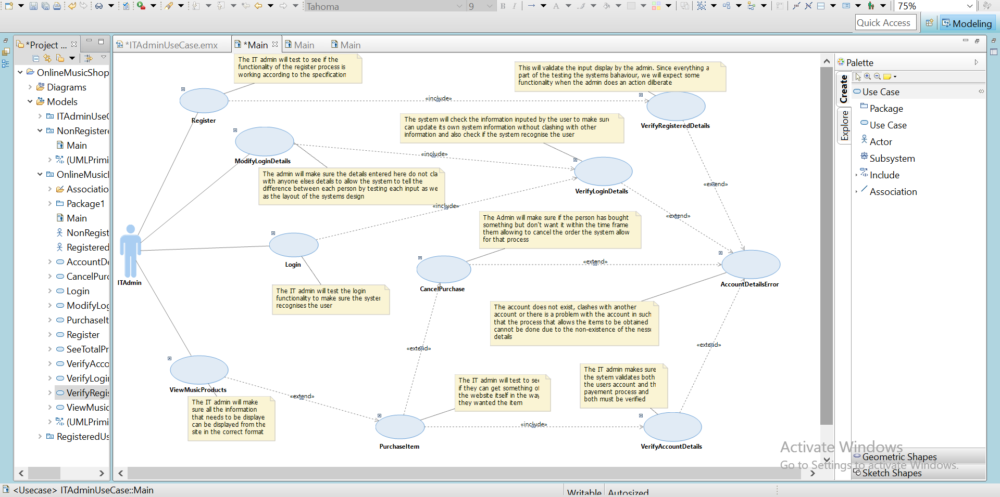 Tahoma
9
B I
A
75%
Quick Access
Modeling
*Project ...
*ITAdminUseCase.emx
*Main
Main
Main
OnlineMusicShop
Diagrams
Models
ITAdminUse
NonRegistere
Main
(UMLPrimi
OnlineMusic
Associatio
Package1
Main
NonRegist
Registered
AccountDe
CancelPurc
Login
ModifyLog
PurchaseIt
Register
SeeTotalPr
VerifyAcco
VerifyLogin
VerifyRegis
ViewMusic
(UMLPrimi
RegisteredUs
The IT admin will test to see if the
functionality of the register process is
working according to the specification
This will validate the input display by the admin. Since everything a
part of the testing the systems bahaviour, we will expect some
functionality when the admin does an action dilberate
«include»
Register
VerifyRegisteredDetails
The system will check the information inputed by the user to make sure
can update its own system information without clashing with other
information and also check if the system recognise the user
ModifyLoginDetails
«include»
The admin will make sure the details entered here do not cla
with anyone elses details to allow the system to tell the
difference between each person by testing each input as we
as the layout of the systems design
VerifyLoginDetails
«extend»
«include»
«extend»
The Admin will make sure if the person has bought
something but don't want it within the time frame
them allowing to cancel the order the system allow
for that process
Login
ITAdmin
«extend»
CancelPurchase
AccountDetailsError
The IT admin will test the login
functionality to make sure the syster
recognises the user
The account does not exist, clashes with another
account or there is a problem with the account in such
that the process that allows the items to be obtained
cannot be done due to the non-existence of the ness
details
«extend»
«extend»
ViewMusicProducts
«extend»
The IT admin will make
sure all the information
that needs to be displaye
can be displayed from the
site in the correct format
The IT admin will test to see
if they can get something of
the website itself in the way
they wanted the item
The IT admin makes sure
the sytem validates both
the users account and th
payement process and
both must be verified
PurchaseItem
«include»
VerifyAccountDetails
Palette
Create
Explore
Use Case
Package
Use Case
Actor
Subsystem
Include
Association
Geometric Shapes
Sketch Shapes
Activate Windows
Go to Settings to activate Windows.
<Usecase> ITAdminUseCase::Main
Writable
Autosized